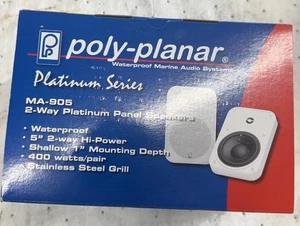 poly-planar®
Waterproof Marine Audio Systems
Platinum Series
MA-905
2-Way Platinum Panel Speakers
• Waterproof
• 5" 2-way Hi-Power
• Shallow 1" Mounting Depth
• 400 watts/pair
• Stainless Steel Grill